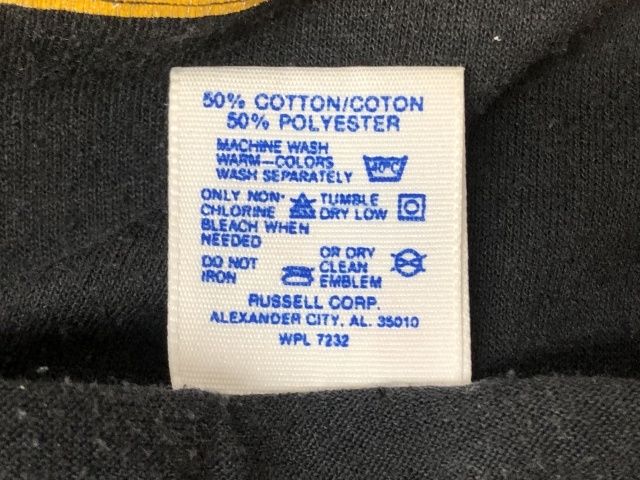 50% COTTON/COTON
50% POLYESTER
MACHINE WASH
WARM-COLORS
WASH SEPARATELY
40°C
ONLY NON-
CHLORINE
BLEACH WHEN
NEEDED
TUMBLE
DRY LOW
DO NOT
IRON
OR DRY
CLEAN
EMBLEM
RUSSELL CORP.
ALEXANDER CITY, AL. 35010
WPL 7232